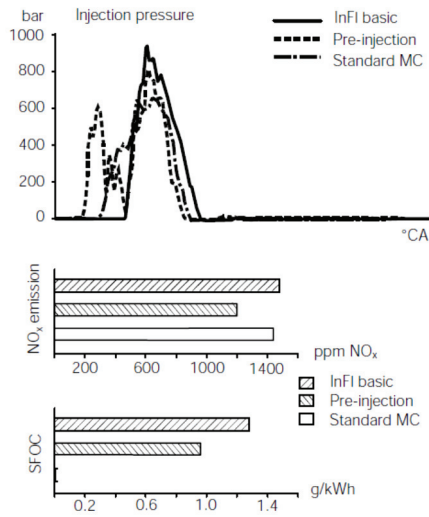 bar Injection pressure
InFI basic
Pre-injection
Standard MC
1000
800
600
400
200
0
°CA
NOx emission
ppm NOx
200 600 1000 1400
InFI basic
Pre-injection
Standard MC
SFOC
g/kWh
0.2 0.6 1.0 1.4